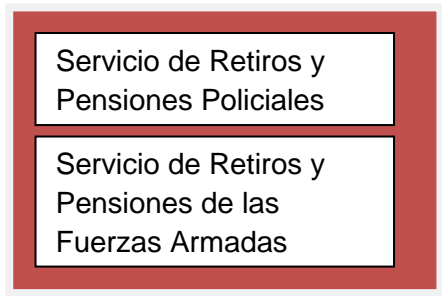 Servicio de Retiros y
Pensiones Policiales
Servicio de Retiros y
Pensiones de las
Fuerzas Armadas